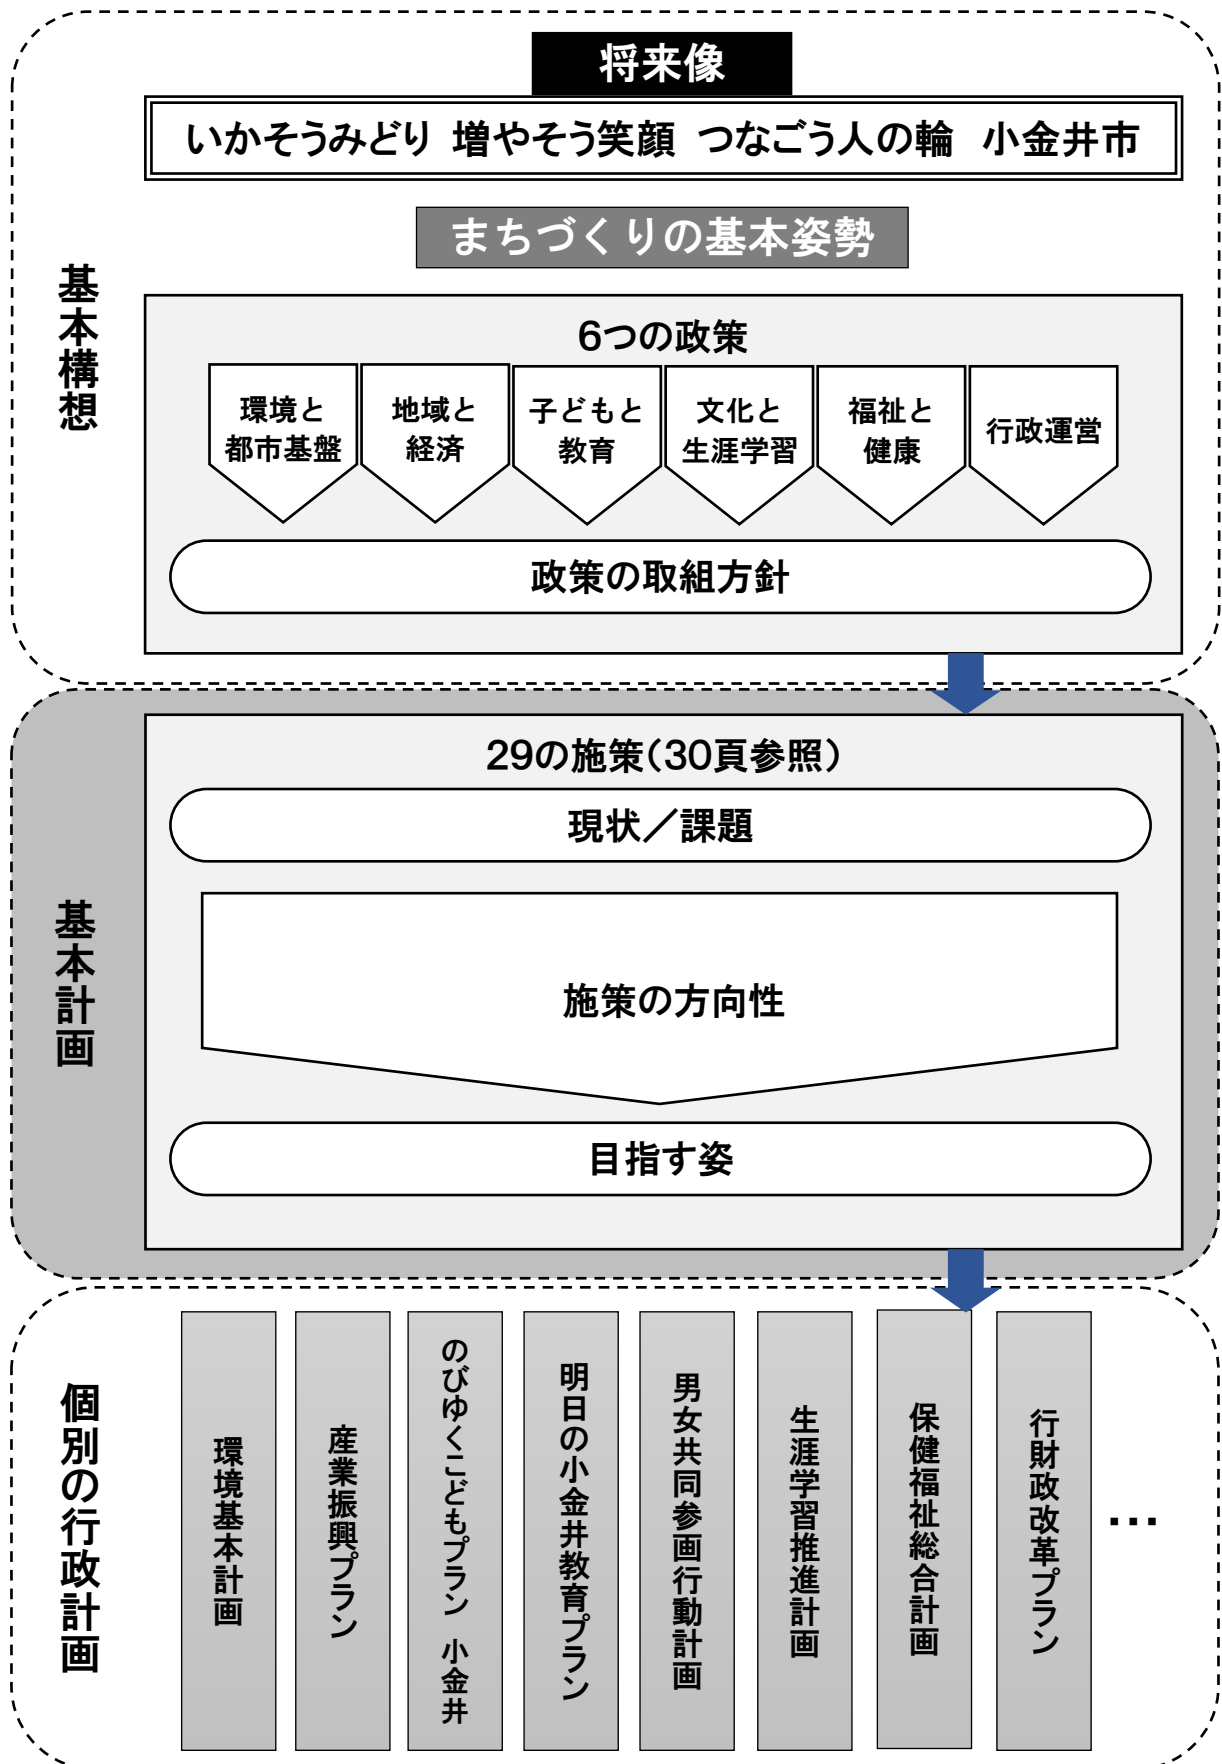 将来像
いかそうみどり 増やそう笑顔 つなごう人の輪 小金井市
まちづくりの基本姿勢
基本構想
6つの政策
環境と
都市基盤
地域と
経済
子どもと
教育
文化と
生涯学習
福祉と
健康
行政運営
政策の取組方針
基本計画
29の施策(30頁参照)
現状／課題
施策の方向性
目指す姿
個別の行政計画
環境基本計画
産業振興プラン
のびゆくこどもプラン 小金井
明日の小金井教育プラン
男女共同参画行動計画
生涯学習推進計画
保健福祉総合計画
行財政改革プラン
…